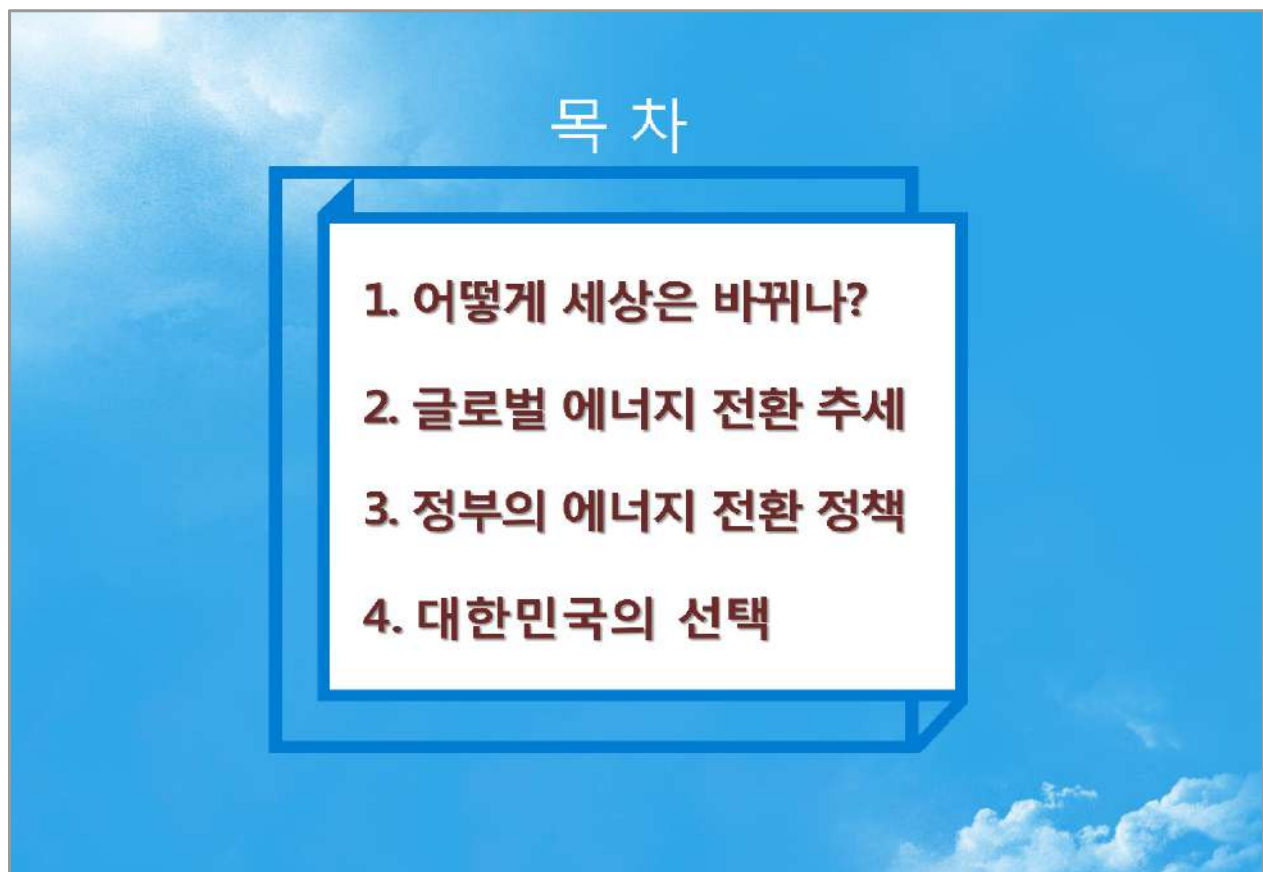 목 차
1. 어떻게 세상은 바뀌나?
2. 글로벌 에너지 전환 추세
3. 정부의 에너지 전환 정책
4. 대한민국의 선택